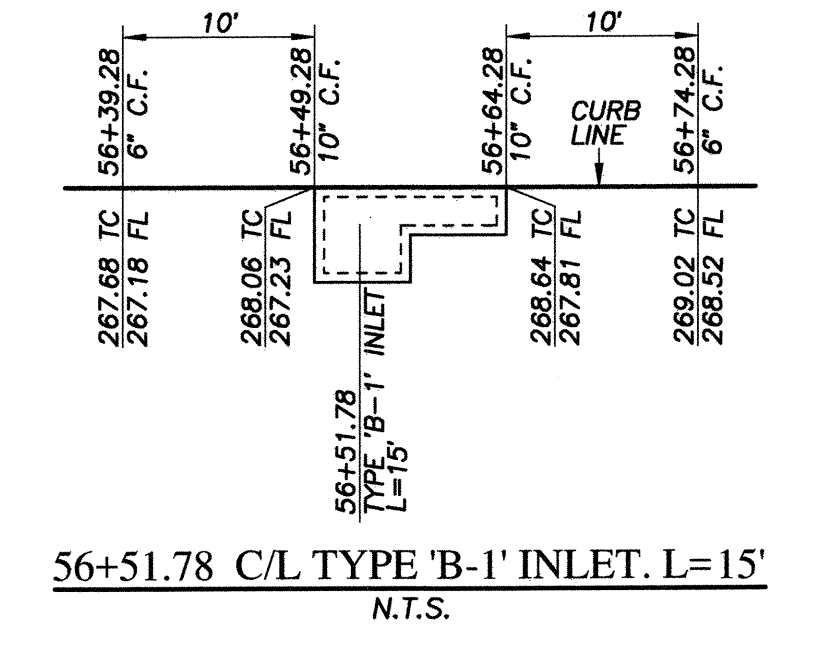 10'
10'
56+39.28
6" C.F.
56+49.28
10" C.F.
56+64.28
10" C.F.
CURB
LINE
56+74.28
6" C.F.
267.68 TC
267.18 FL
268.06 TC
267.23 FL
268.64 TC
267.81 FL
269.02 TC
268.52 FL
56+51.78
TYPE 'B-1' INLET
L=15'
56+51.78 C/L TYPE 'B-1' INLET. L=15'
N.T.S.